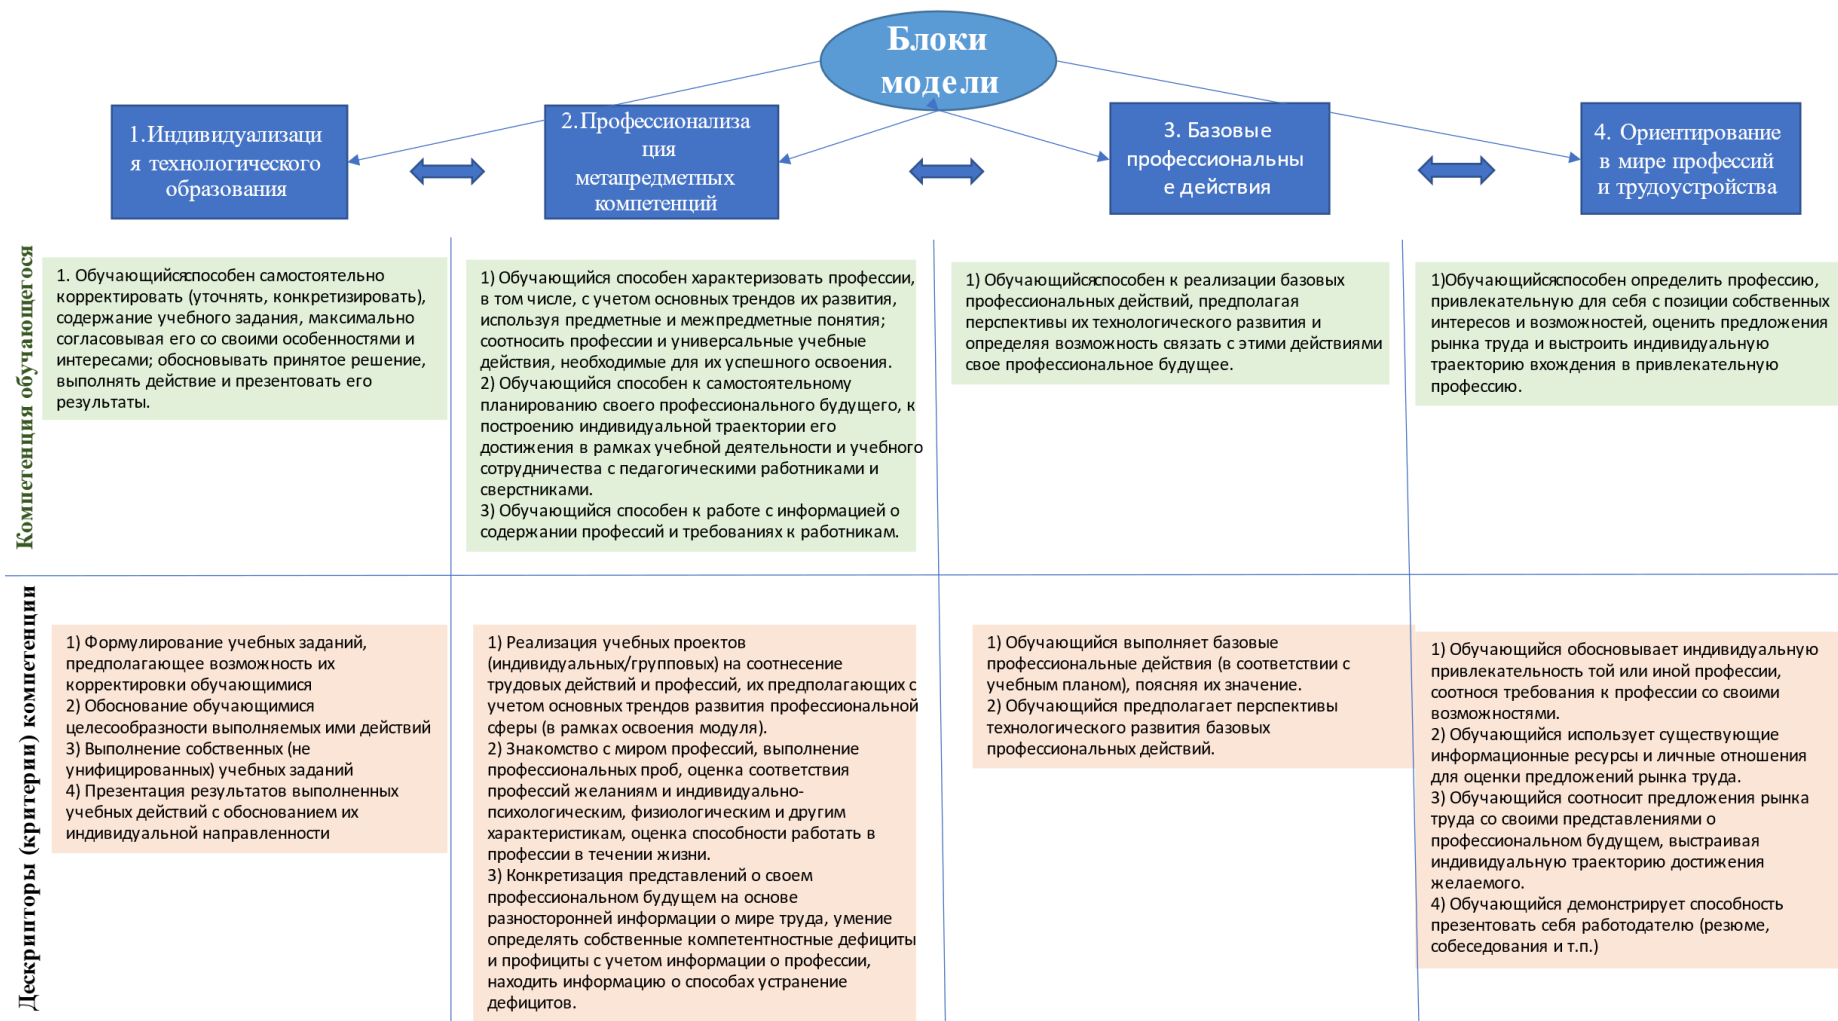 Блоки
модели
1.Индивидуализаци
я технологического
образования
2.Профессионализа
ция
метапредметных
компетенций
3. Базовые
профессиональны
е действия
4. Ориентирование
в мире профессий
и трудоустройства
Компетенция обучающегося
1. Обучающийсяспособен самостоятельно
корректировать (уточнять, конкретизировать),
содержание учебного задания, максимально
согласовывая его со своими особенностями и
интересами; обосновывать принятое решение,
выполнять действие и презентовать его
результаты.
1) Обучающийся способен характеризовать профессии,
в том числе, с учетом основных трендов их развития,
используя предметные и межпредметные понятия;
соотносить профессии и универсальные учебные
действия, необходимые для их успешного освоения.
2) Обучающийся способен к самостоятельному
планированию своего профессионального будущего, к
построению индивидуальной траектории его
достижения в рамках учебной деятельности и учебного
сотрудничества с педагогическими работниками и
сверстниками.
3) Обучающийся способен к работе с информацией о
содержании профессий и требованиях к работникам.
1) Обучающийсяспособен к реализации базовых
профессиональных действий, предполагая
перспективы их технологического развития и
определяя возможность связать с этими действиями
свое профессиональное будущее.
1)Обучающийсяспособен определить профессию,
привлекательную для себя с позиции собственных
интересов и возможностей, оценить предложения
рынка труда и выстроить индивидуальную
траекторию вхождения в привлекательную
профессию.
Дескрипторы (критерии) компетенции
1) Формулирование учебных заданий,
предполагающее возможность их
корректировки обучающимися
2) Обоснование обучающимися
целесообразности выполняемых ими действий
3) Выполнение собственных (не
унифицированных) учебных заданий
4) Презентация результатов выполненных
учебных действий с обоснованием их
индивидуальной направленности
1) Реализация учебных проектов
(индивидуальных/групповых) на соотнесение
трудовых действий и профессий, их предполагающих с
учетом основных трендов развития профессиональной
сферы (в рамках освоения модуля).
2) Знакомство с миром профессий, выполнение
профессиональных проб, оценка соответствия
профессий желаниям и индивидуально-
психологическим, физиологическим и другим
характеристикам, оценка способности работать в
профессии в течении жизни.
3) Конкретизация представлений о своем
профессиональном будущем на основе
разносторонней информации о мире труда, умение
определять собственные компетентностные дефициты
и профициты с учетом информации о профессии,
находить информацию о способах устранение
дефицитов.
1) Обучающийся выполняет базовые
профессиональные действия (в соответствии с
учебным планом), поясняя их значение.
2) Обучающийся предполагает перспективы
технологического развития базовых
профессиональных действий.
1) Обучающийся обосновывает индивидуальную
привлекательность той или иной профессии,
соотнося требования к профессии со своими
возможностями.
2) Обучающийся использует существующие
информационные ресурсы и личные отношения
для оценки предложений рынка труда.
3) Обучающийся соотносит предложения рынка
труда со своими представлениями о
профессиональном будущем, выстраивая
индивидуальную траекторию достижения
желаемого.
4) Обучающийся демонстрирует способность
презентовать себя работодателю (резюме,
собеседования и т.п.)